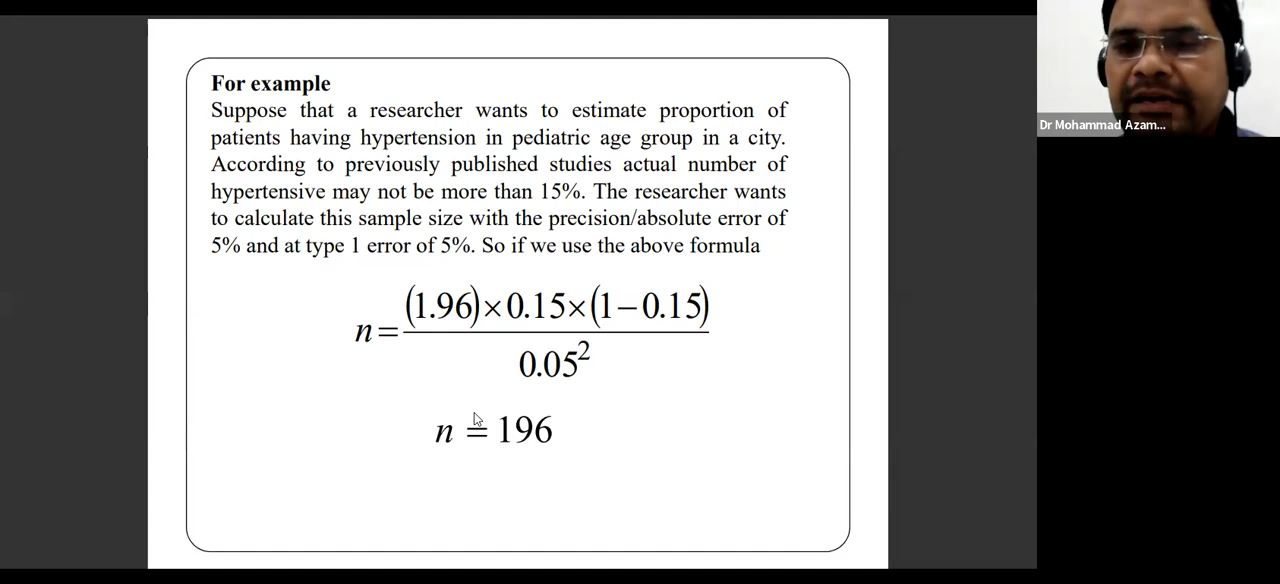 For example
Suppose that a researcher wants to estimate proportion of
patients having hypertension in pediatric age group in a city.
According to previously published studies actual number of
hypertensive may not be more than 15%. The researcher wants
to calculate this sample size with the precision/absolute error of
5% and at type 1 error of 5%. So if we use the above formula
n = (1.96)×0.15×(1−0.15)
0.05²
n = 196
Dr Mohammad Azam...